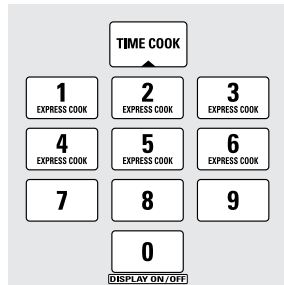 TIME COOK
1 2 3
EXPRESS COOK EXPRESS COOK EXPRESS COOK
4 5 6
EXPRESS COOK EXPRESS COOK EXPRESS COOK
7 8 9
0
DISPLAY ON/OFF